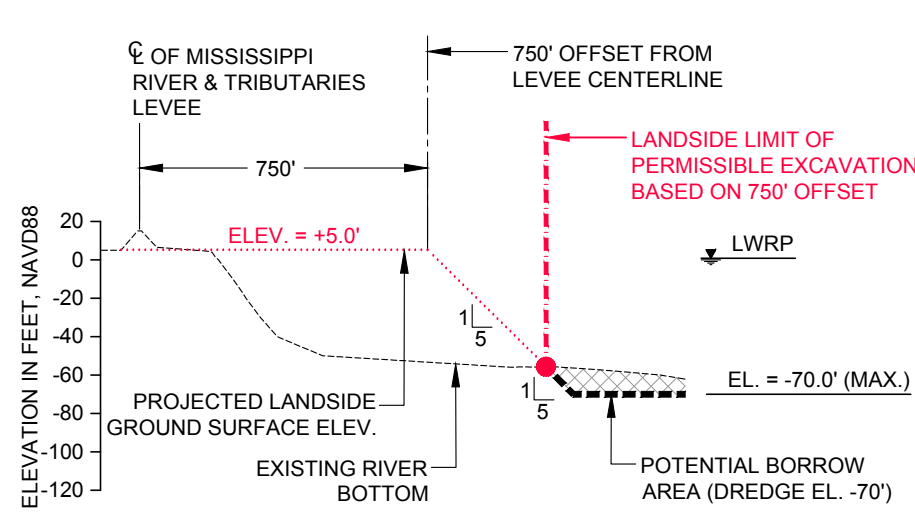 ℄ OF MISSISSIPPI
RIVER & TRIBUTARIES
LEVEE
750' OFFSET FROM
LEVEE CENTERLINE
750'
LANDSIDE LIMIT OF
PERMISSIBLE EXCAVATION
BASED ON 750' OFFSET
ELEV. = +5.0'
LWRP
ELEVATION IN FEET, NAVD88
20
0
-20
-40
-60
-80
-100
-120
1
5
1
5
EL. = -70.0' (MAX.)
PROJECTED LANDSIDE
GROUND SURFACE ELEV.
EXISTING RIVER
BOTTOM
POTENTIAL BORROW
AREA (DREDGE EL. -70')